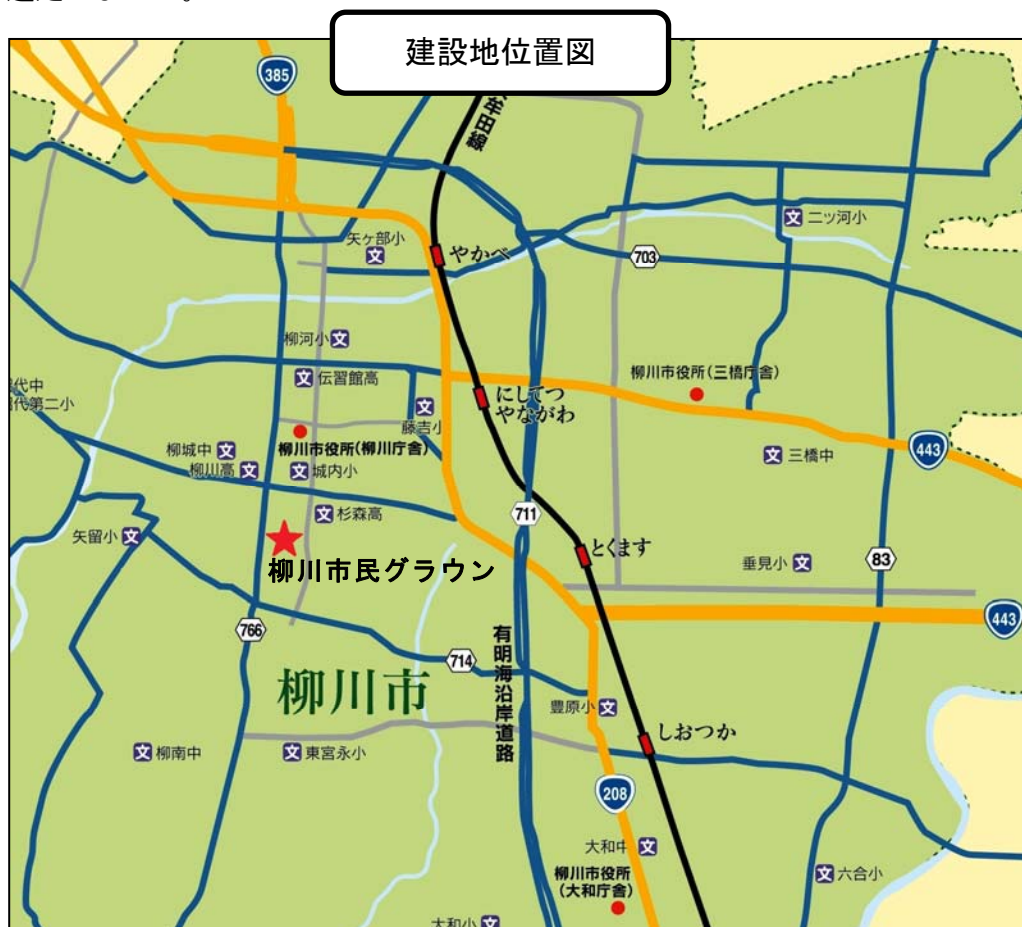 建設地位置図
385
矢ヶ部小
文
やかべ
703
文
二ツ河小
柳河小
文
文
伝習館高
にしてつ
やながわ
柳川市役所(三橋庁舎)
代中
代第二小
文
藤吉小
柳城中
文
柳川市役所(柳川庁舎)
柳川高
文
文
城内小
文
三橋中
443
711
文
杉森高
矢留小
文
とくます
柳川市民グラウン
垂見小
文
83
766
443
714
有明海沿岸道路
柳川市
豊原小
文
しおつか
文
柳南中
文
東宮永小
208
大和中
文
柳川市役所
(大和庁舎)
文
六合小
大和小
文